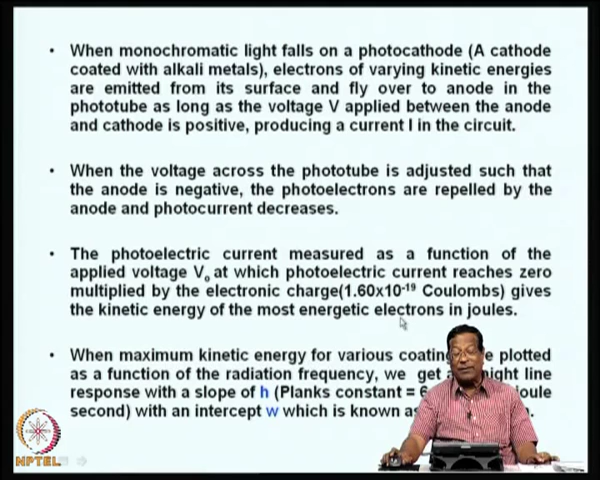 When monochromatic light falls on a photocathode (A cathode
coated with alkali metals), electrons of varying kinetic energies
are emitted from its surface and fly over to anode in the
phototube as long as the voltage V applied between the anode
and cathode is positive, producing a current I in the circuit.
When the voltage across the phototube is adjusted such that
the anode is negative, the photoelectrons are repelled by the
anode and photocurrent decreases.
The photoelectric current measured as a function of the
applied voltage Vo at which photoelectric current reaches zero
multiplied by the electronic charge(1.60x10-19 Coulombs) gives
the kinetic energy of the most energetic electrons in joules.
When maximum kinetic energy for various coating plotted
as a function of the radiation frequency, we get a line
response with a slope of h (Planks constant =
second) with an intercept w which is known as
NPTEL